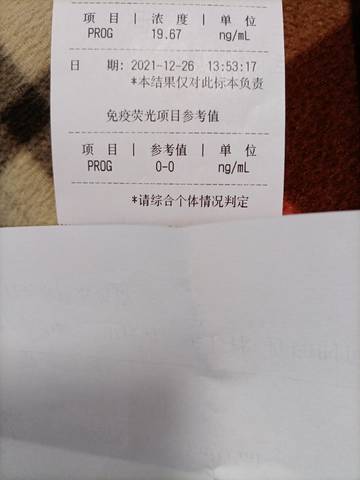 项 目 | 浓 度 | 单 位
PROG 19.67 ng/mL
日 期: 2021-12-26 13:53:17
*本结果仅对此标本负责
免疫荧光项目参考值
项 目 | 参考值 | 单 位
PROG 0-0 ng/mL
*请综合个体情况判定